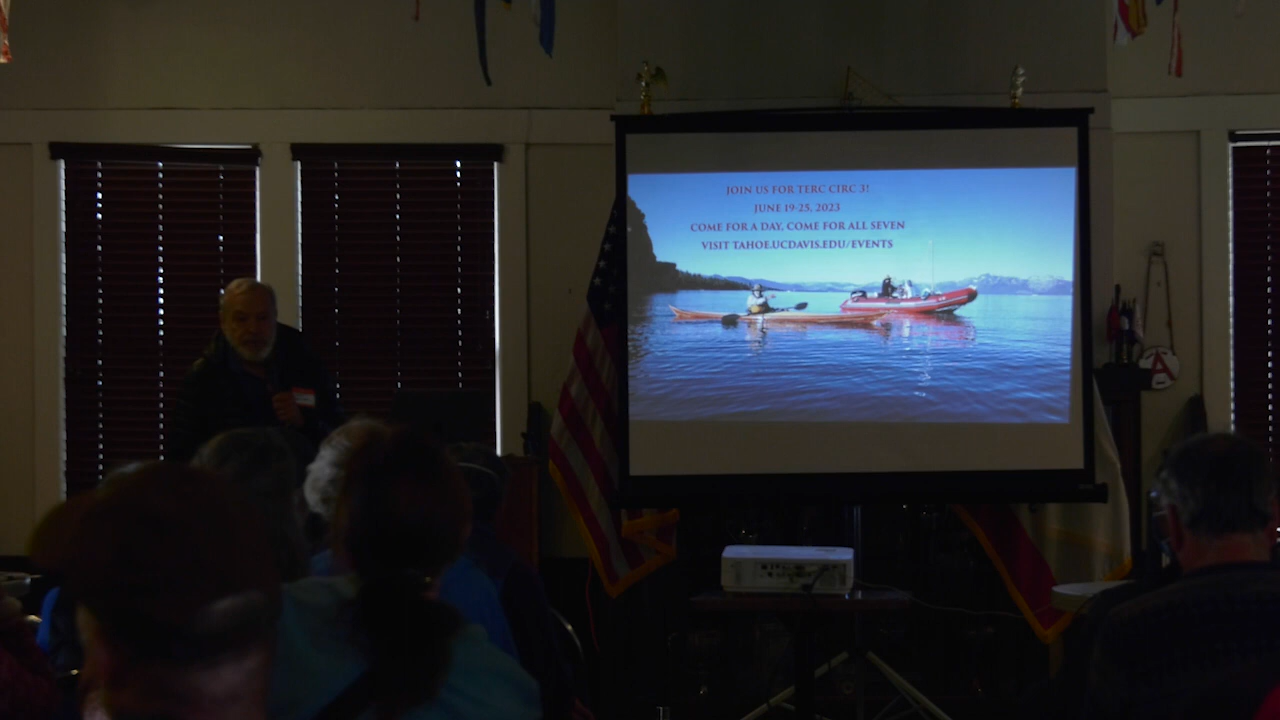 JOIN US FOR TERC CIRC 3!
JUNE 19-25, 2023
COME FOR A DAY, COME FOR ALL SEVEN
VISIT TAHOE.UCDAVIS.EDU/EVENTS
A